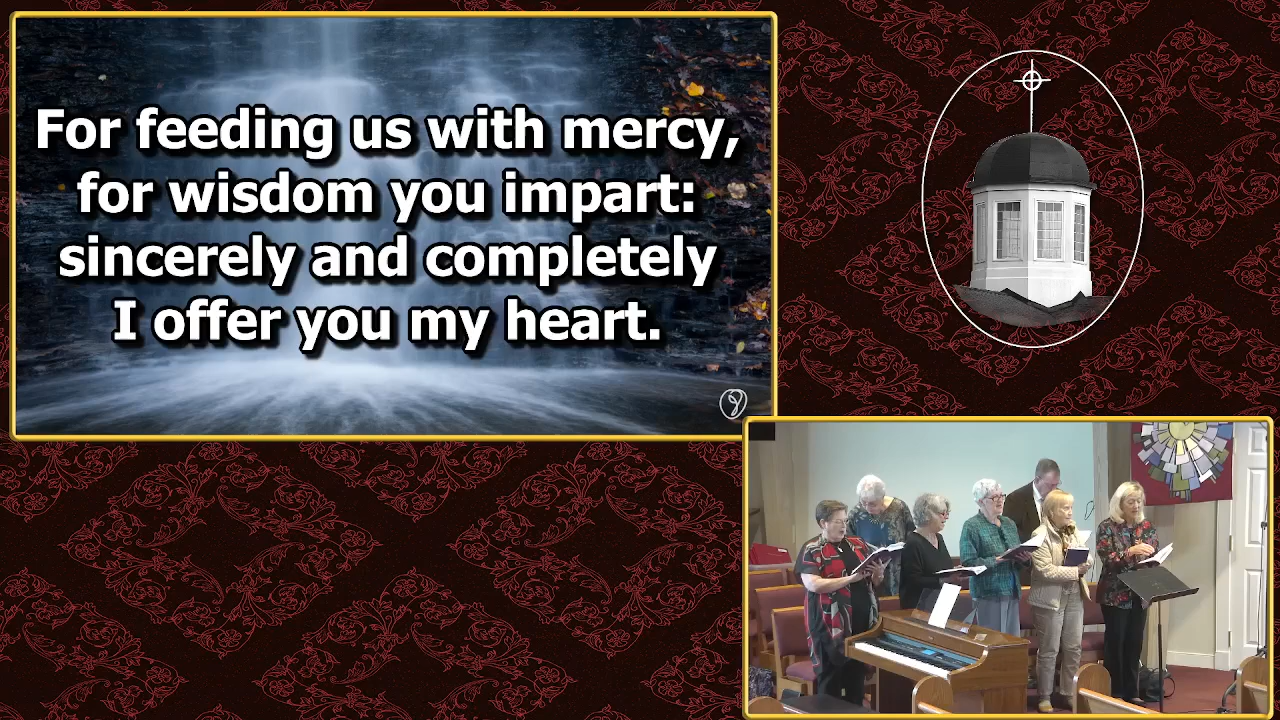 For feeding us with mercy,
for wisdom you impart:
sincerely and completely
I offer you my heart.